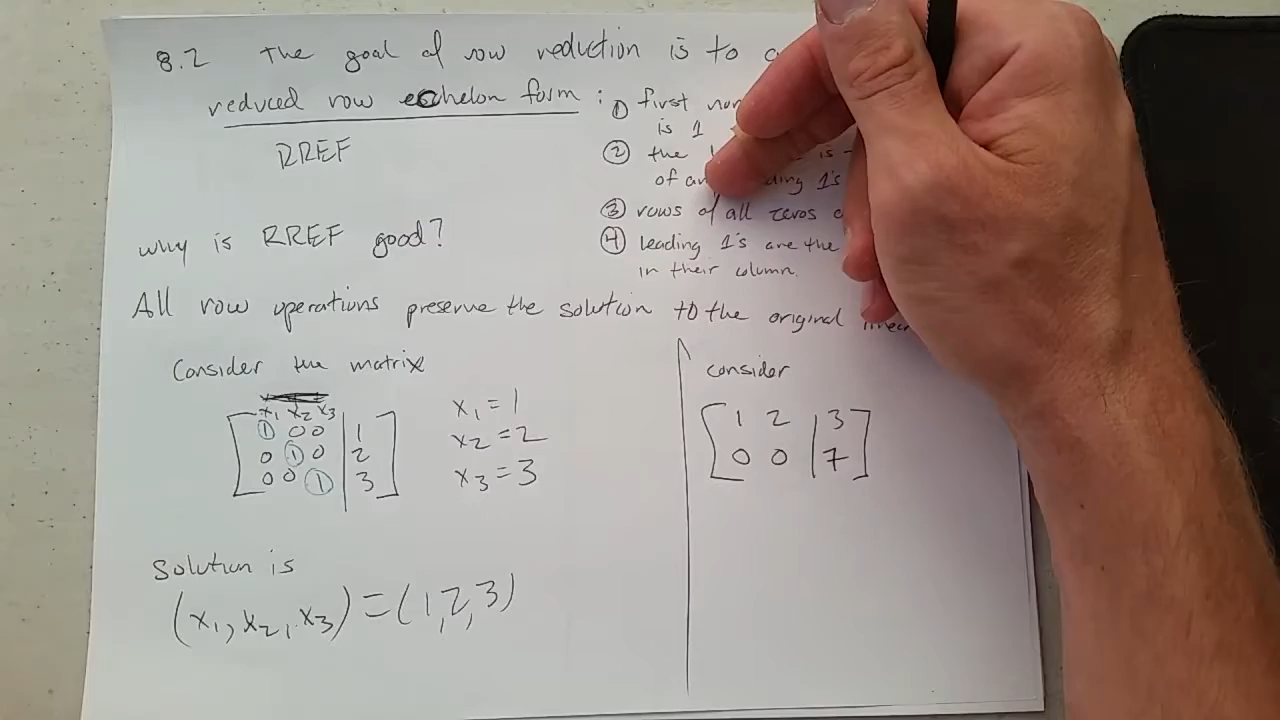 8.2 The goal of row reduction is to
reduced row echelon form :
RREF
① first
is 1
② the is
of 1's
③ rows of all zeros
④ leading 1's are the
in their column.
why is RREF good?
All row operations preserve the solution to the original
Consider the matrix
x₁ x₂ x₃
1 0 0 | 1
0 1 0 | 2
0 0 1 | 3
x₁ = 1
x₂ = 2
x₃ = 3
Solution is
(x₁, x₂, x₃) = (1, 2, 3)
consider
1 2 | 3
0 0 | 7